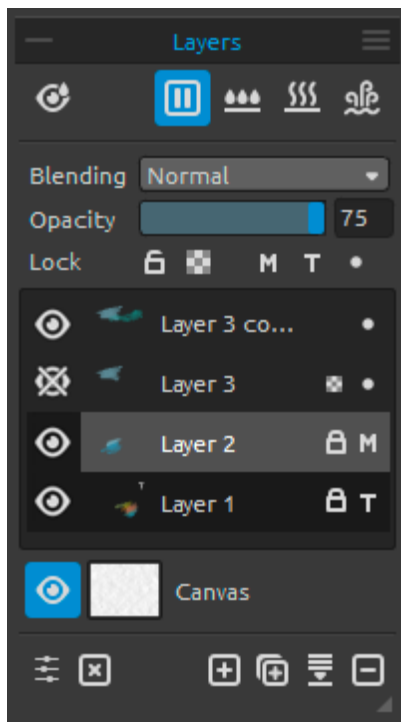 Layers
Blending Normal
Opacity 75
Lock M T
Layer 3 co...
Layer 3
Layer 2 M
T Layer 1 T
Canvas